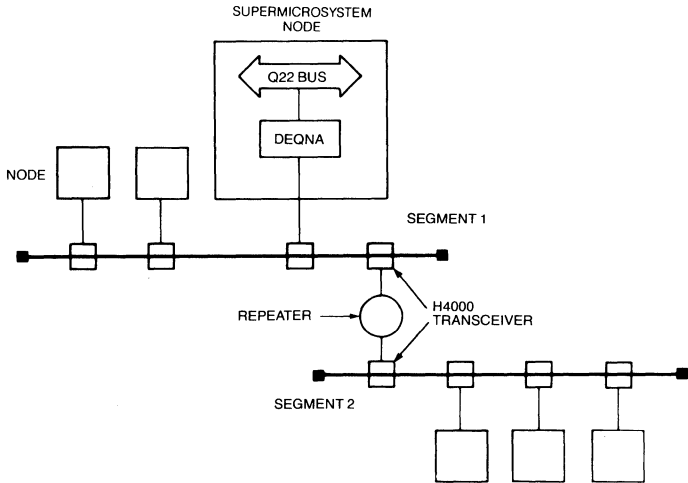 SUPERMICROSYSTEM
NODE
Q22 BUS
DEQNA
NODE
SEGMENT 1
REPEATER
H4000
TRANSCEIVER
SEGMENT 2